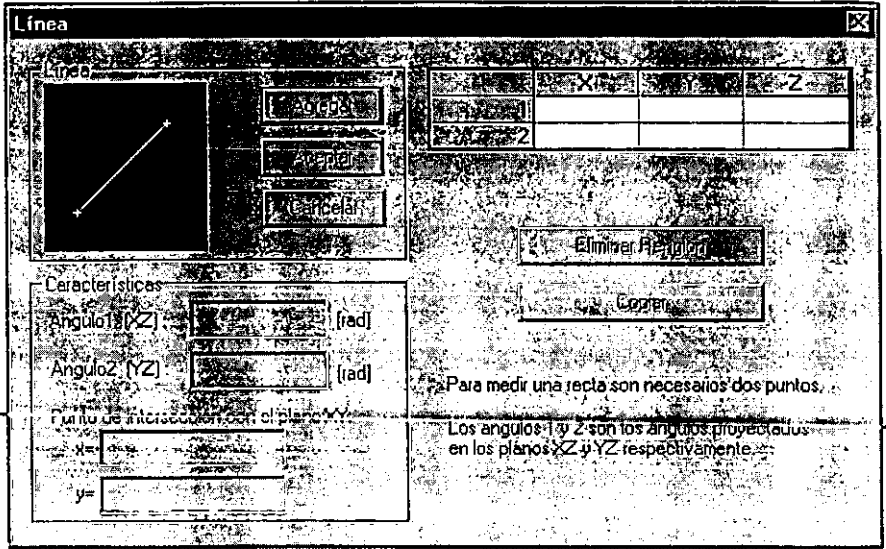 Línea
Línea
Agregar
Aceptar
Cancelar
X Y Z
1
2
Eliminar Renglón
Copiar
Características
Angulo1 (XZ) [rad]
Angulo2 (YZ) [rad]
Punto de intersección con el plano XY
x=
y=
Para medir una recta son necesarios dos puntos.
Los angulos 1 y 2 son los angulos proyectados
en los planos XZ y YZ respectivamente.